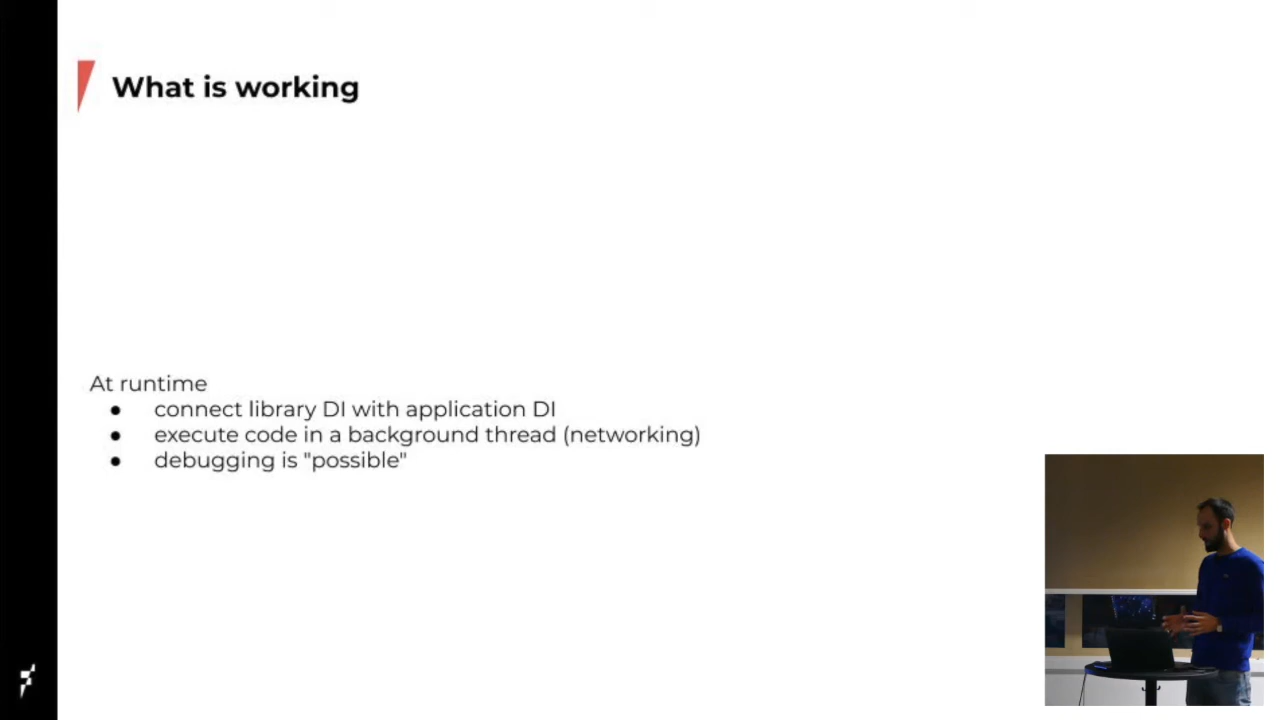 What is working
At runtime
● connect library DI with application DI
● execute code in a background thread (networking)
● debugging is "possible"